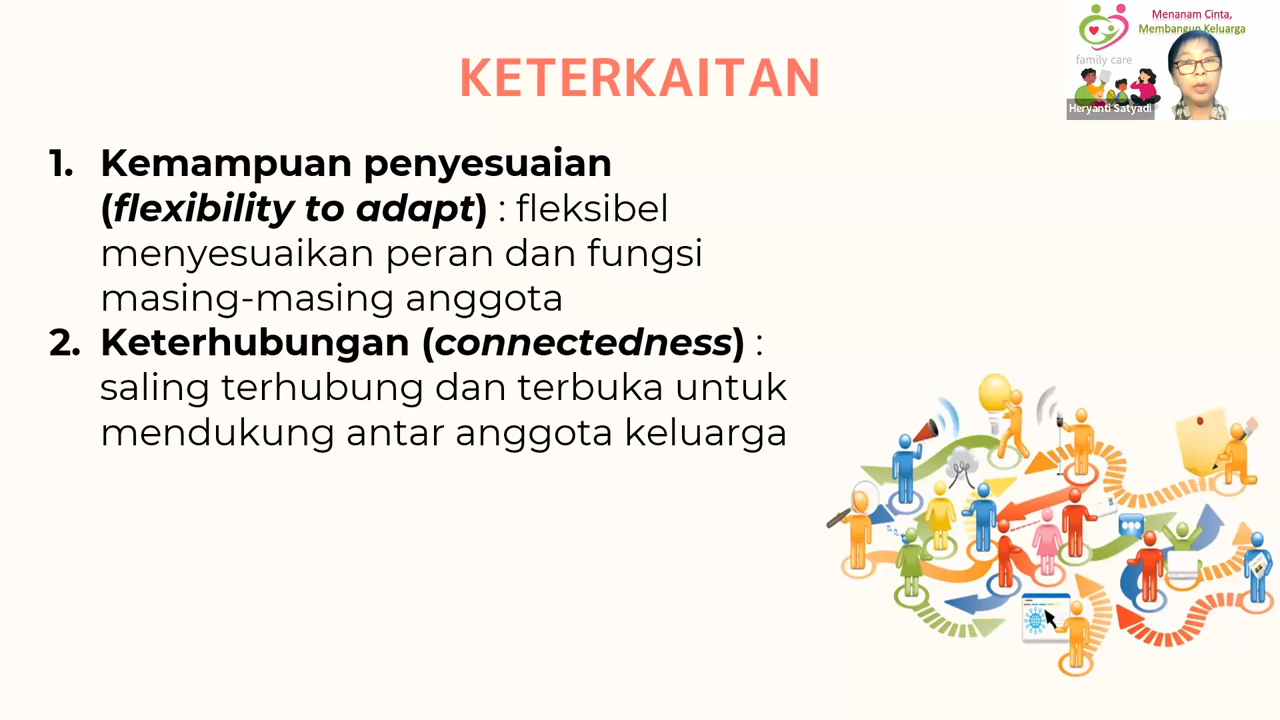 Menanam Cinta,
Membangun Keluarga
family care
Heryanti Satyadi
KETERKAITAN
1. Kemampuan penyesuaian
(flexibility to adapt) : fleksibel
menyesuaikan peran dan fungsi
masing-masing anggota
2. Keterhubungan (connectedness) :
saling terhubung dan terbuka untuk
mendukung antar anggota keluarga